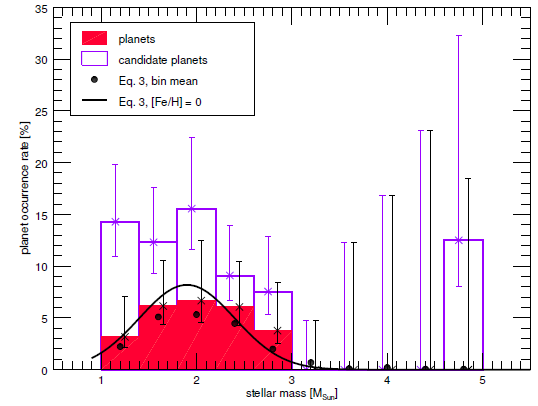 35
30
25
20
15
10
5
0
planet occurrence rate [%]
planets
candidate planets
Eq. 3, bin mean
Eq. 3, [Fe/H] = 0
1 2 3 4 5
stellar mass [M_Sun]